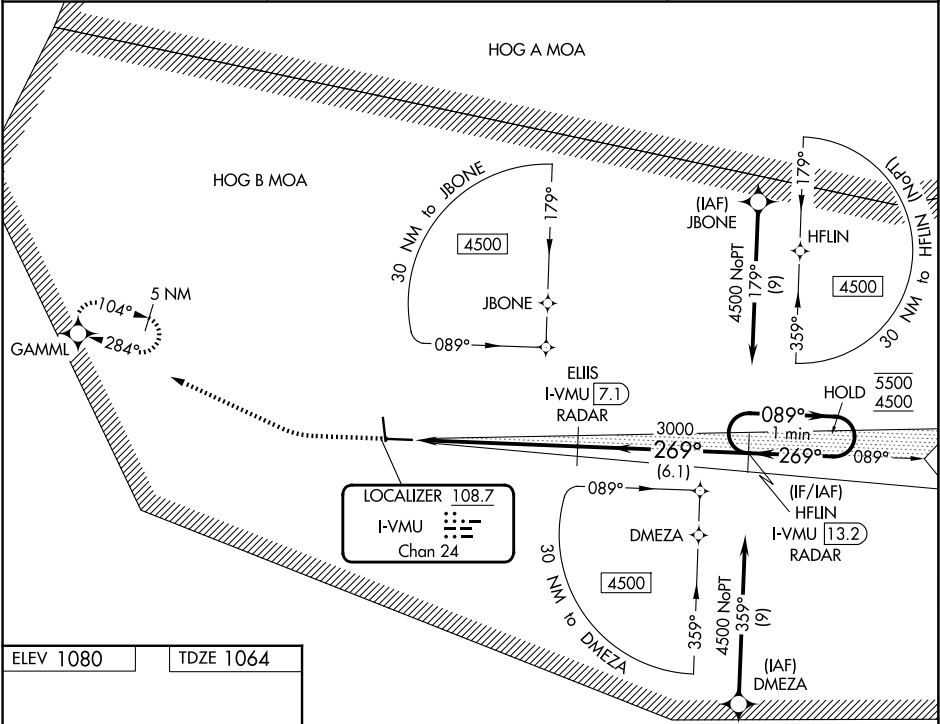 HOG A MOA
HOG B MOA
30 NM to JBONE
179°
4500
JBONE
089°
(IAF)
JBONE
4500 NoPT
179°
(9)
179°
HFLIN
4500
359°
30 NM to HFLIN (NoPT)
5 NM
104°
284°
GAMML
ELIIS
I-VMU 7.1
RADAR
HOLD
5500
4500
089°
1 min
269°
3000
269°
(6.1)
089°
LOCALIZER 108.7
I-VMU
Chan 24
089°
DMEZA
4500
359°
30 NM to DMEZA
(IF/IAF)
HFLIN
I-VMU 13.2
RADAR
4500 NoPT
359°
(9)
(IAF)
DMEZA
ELEV 1080
TDZE 1064